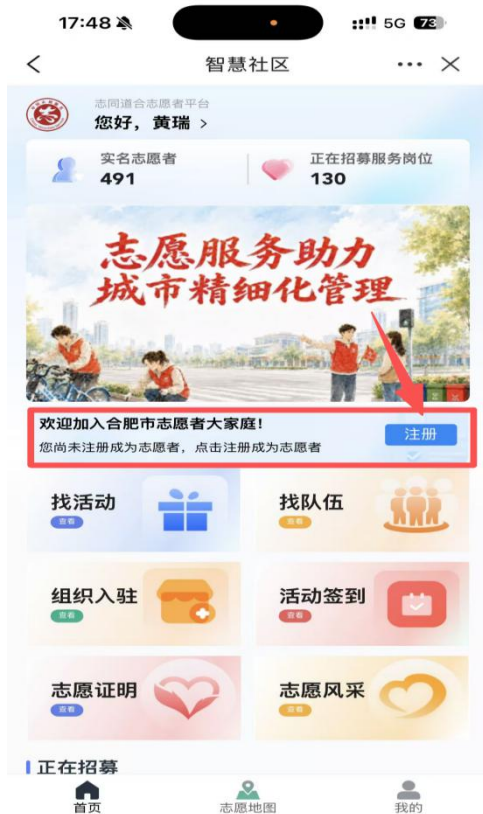 17:48
5G 73
智慧社区
志同道合志愿者平台
您好，黄瑞 >
实名志愿者
491
正在招募服务岗位
130
志愿服务助力
城市精细化管理
欢迎加入合肥市志愿者大家庭！
您尚未注册成为志愿者，点击注册成为志愿者
注册
找活动
查看
找队伍
查看
组织入驻
查看
活动签到
查看
志愿证明
查看
志愿风采
查看
正在招募
首页
志愿地图
我的